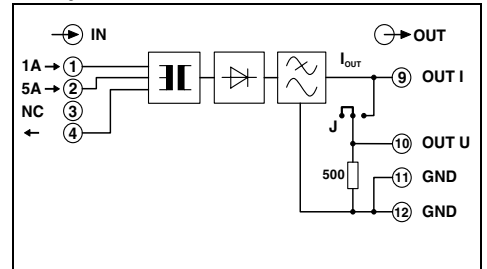 IN
OUT
1A 1
5A 2
NC 3
4
I OUT
9 OUT I
J
10 OUT U
500
11 GND
12 GND